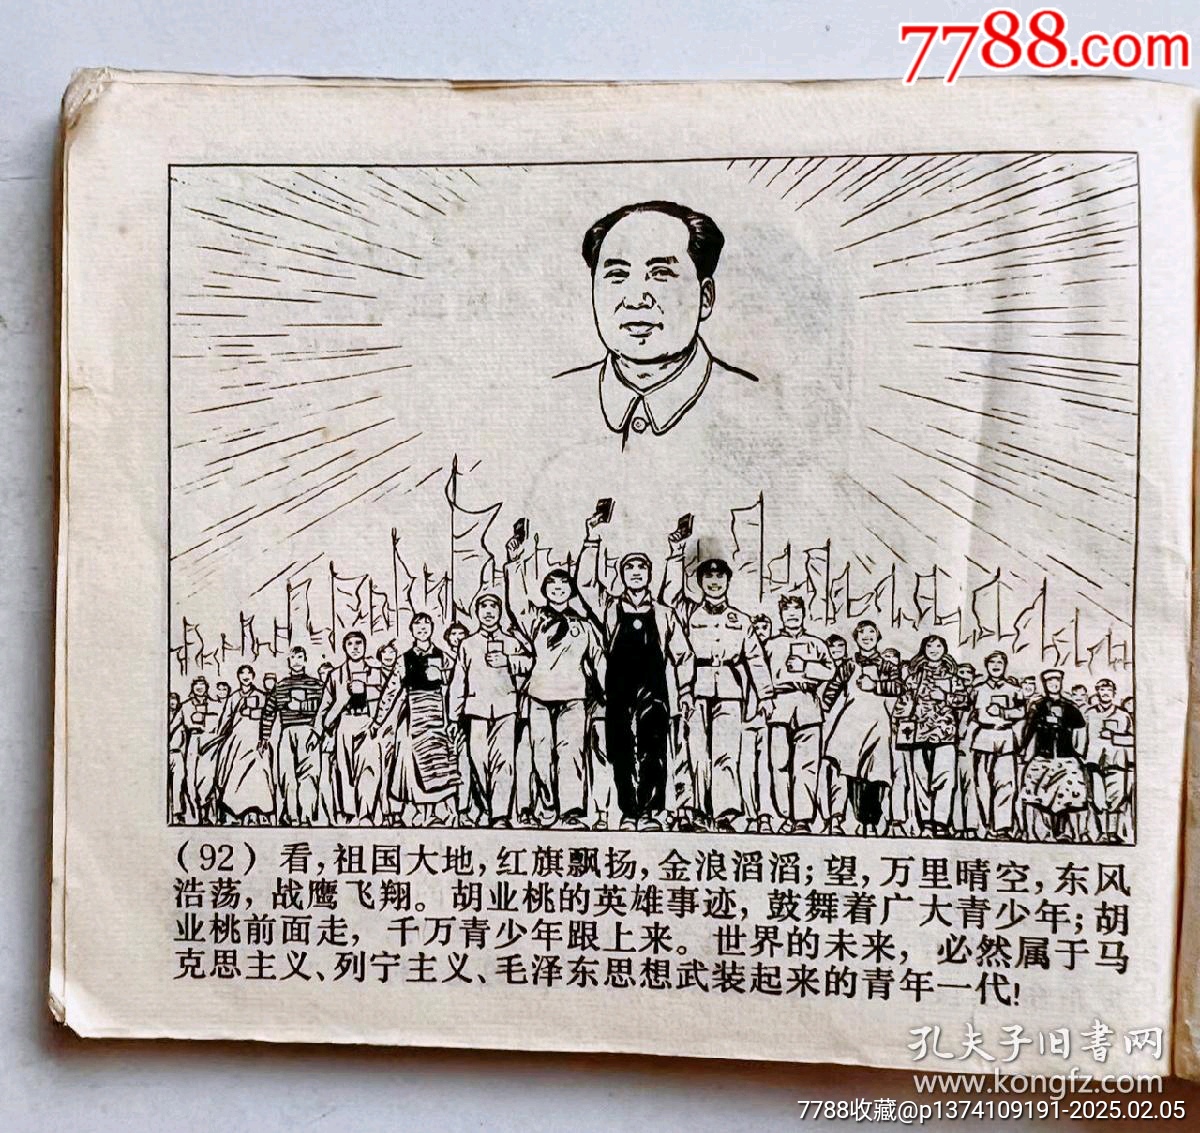 7788.com
(92) 看,祖国大地,红旗飘扬,金浪滔滔;望,万里晴空,东风
浩荡,战鹰飞翔。胡业桃的英雄事迹,鼓舞着广大青少年;胡
业桃前面走,千万青少年跟上来。世界的未来,必然属于马
克思主义、列宁主义、毛泽东思想武装起来的青年一代!
孔夫子旧书网
www.kongfz.com
7788收藏@p1374109191-2025.02.05